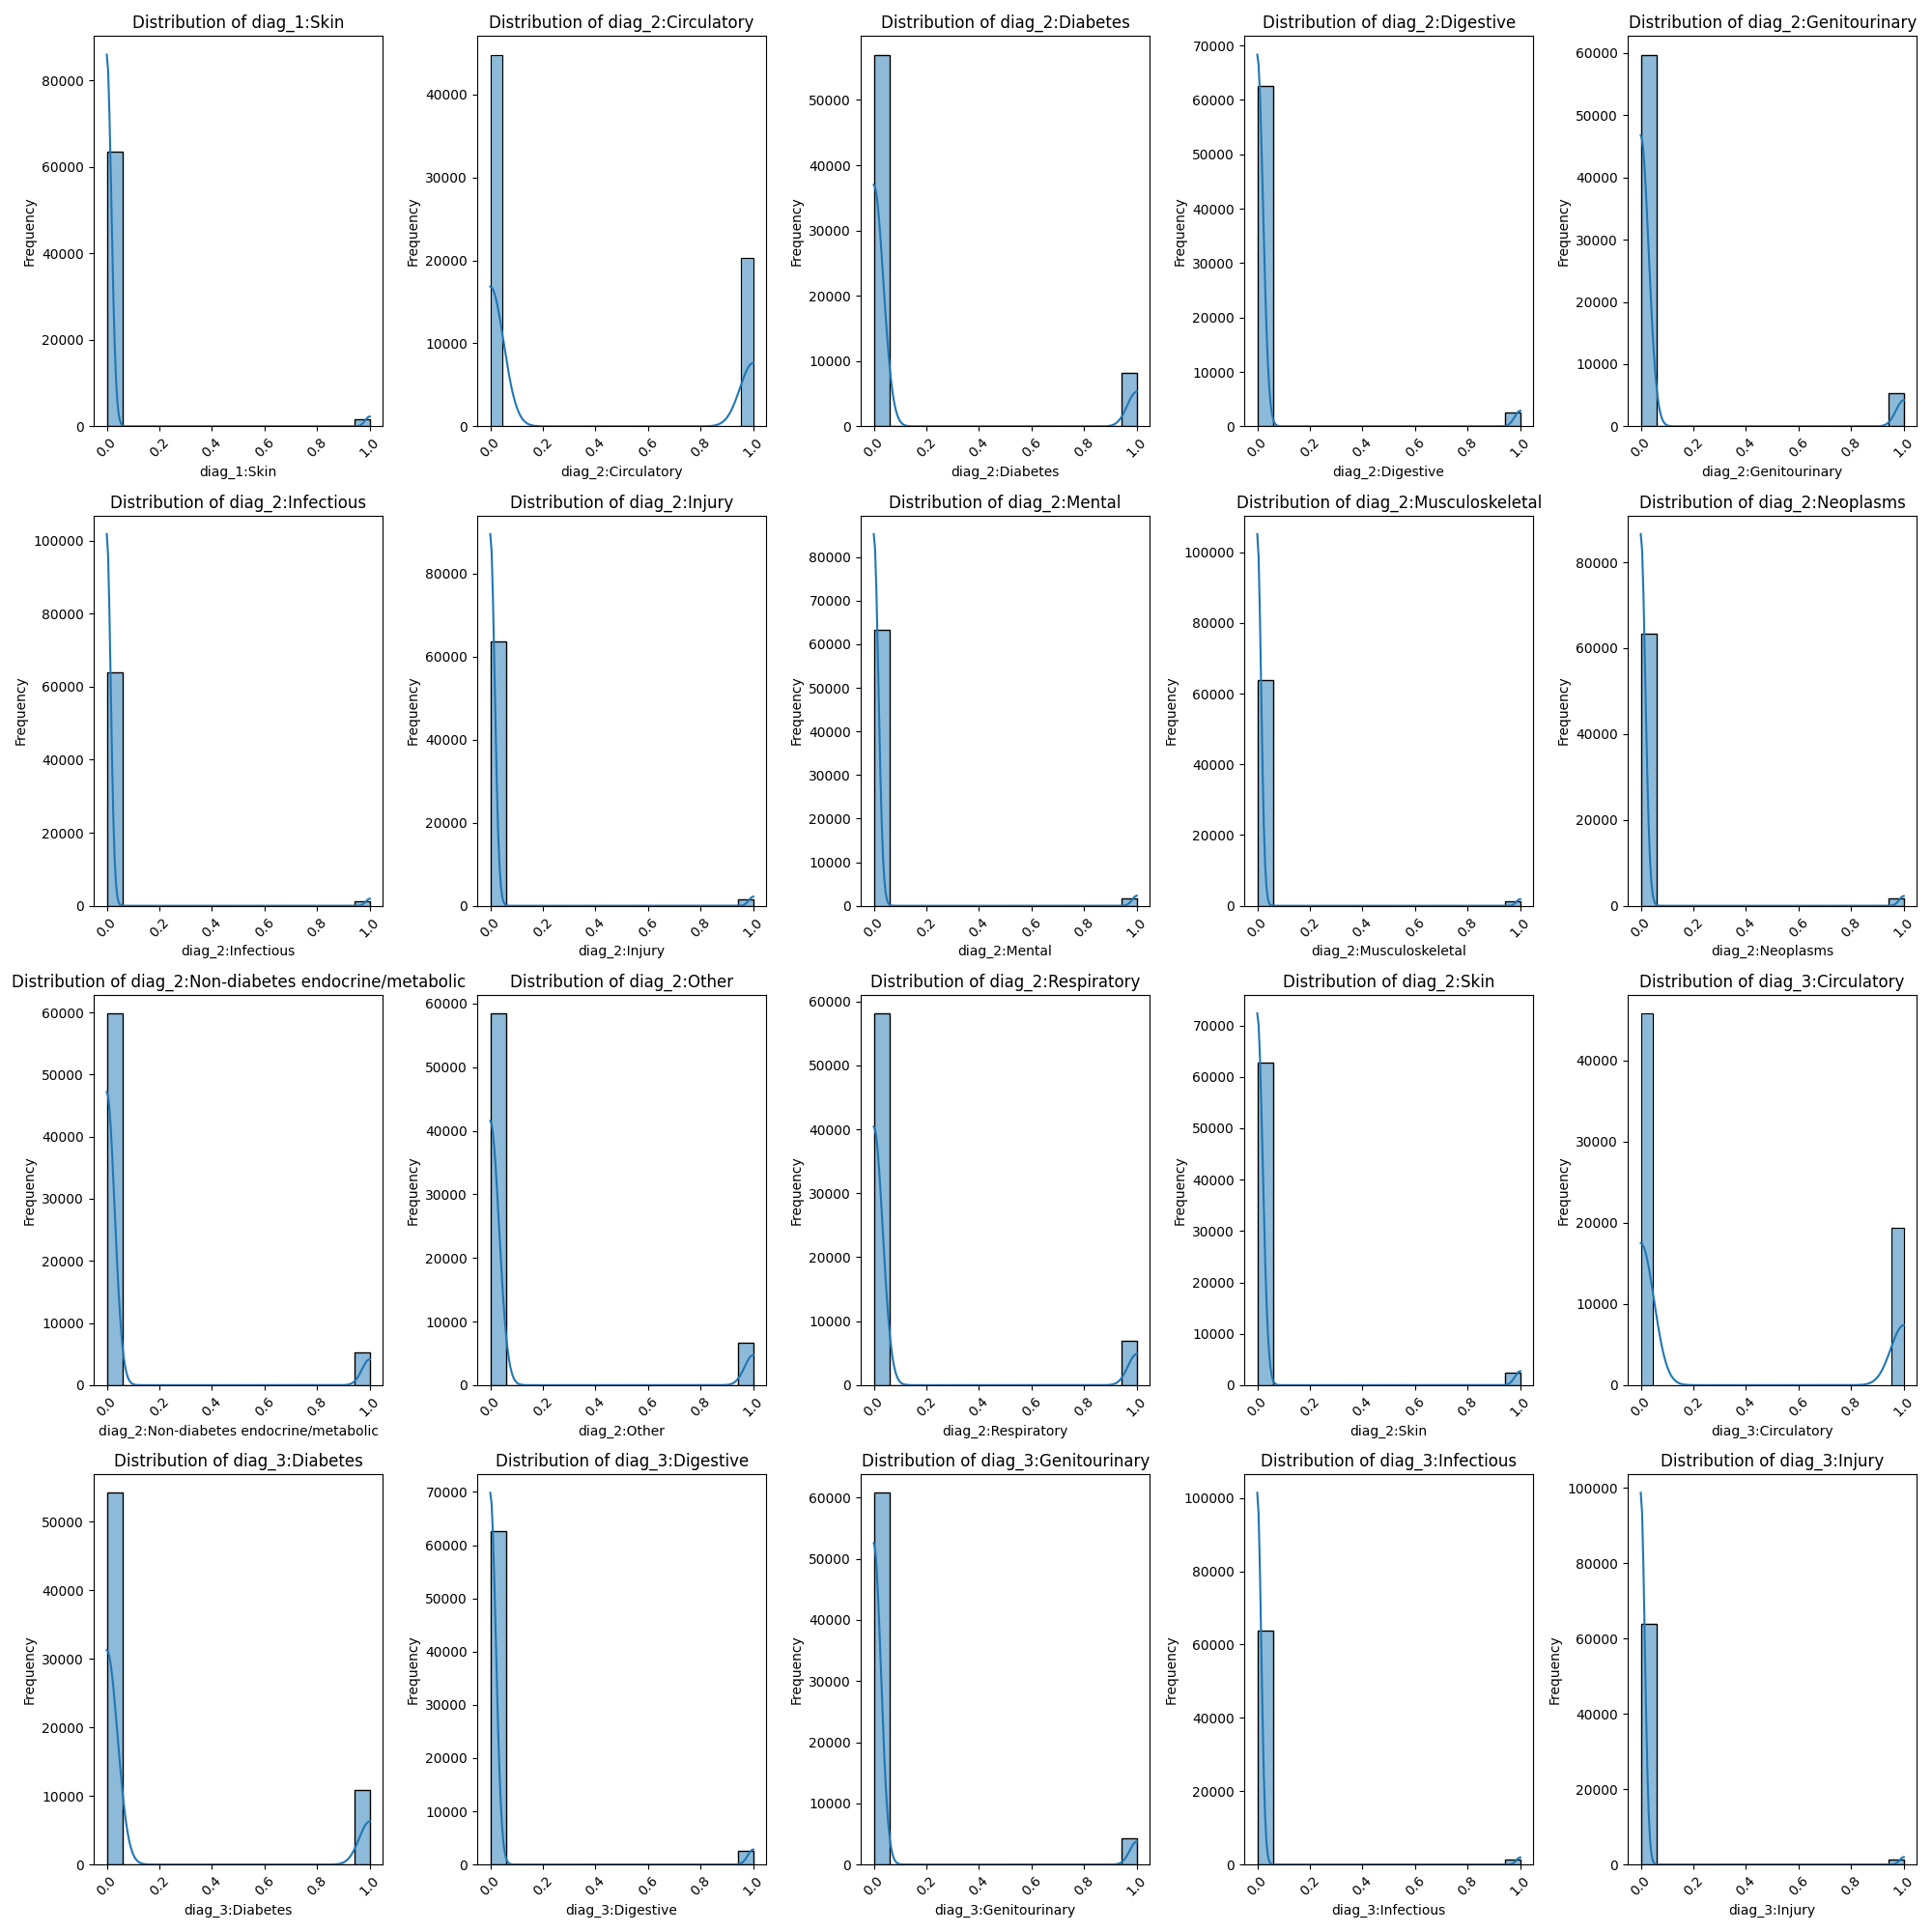 Distribution of diag_1:Skin
Frequency
80000
60000
40000
20000
0
0.0 0.2 0.4 0.6 0.8 1.0
diag_1:Skin
Distribution of diag_2:Circulatory
Frequency
40000
30000
20000
10000
0
0.0 0.2 0.4 0.6 0.8 1.0
diag_2:Circulatory
Distribution of diag_2:Diabetes
Frequency
50000
40000
30000
20000
10000
0
0.0 0.2 0.4 0.6 0.8 1.0
diag_2:Diabetes
Distribution of diag_2:Digestive
Frequency
70000
60000
50000
40000
30000
20000
10000
0
0.0 0.2 0.4 0.6 0.8 1.0
diag_2:Digestive
Distribution of diag_2:Genitourinary
Frequency
60000
50000
40000
30000
20000
10000
0
0.0 0.2 0.4 0.6 0.8 1.0
diag_2:Genitourinary
Distribution of diag_2:Infectious
Frequency
100000
80000
60000
40000
20000
0
0.0 0.2 0.4 0.6 0.8 1.0
diag_2:Infectious
Distribution of diag_2:Injury
Frequency
80000
60000
40000
20000
0
0.0 0.2 0.4 0.6 0.8 1.0
diag_2:Injury
Distribution of diag_2:Mental
Frequency
80000
70000
60000
50000
40000
30000
20000
10000
0
0.0 0.2 0.4 0.6 0.8 1.0
diag_2:Mental
Distribution of diag_2:Musculoskeletal
Frequency
100000
80000
60000
40000
20000
0
0.0 0.2 0.4 0.6 0.8 1.0
diag_2:Musculoskeletal
Distribution of diag_2:Neoplasms
Frequency
80000
60000
40000
20000
0
0.0 0.2 0.4 0.6 0.8 1.0
diag_2:Neoplasms
Distribution of diag_2:Non-diabetes endocrine/metabolic
Frequency
60000
50000
40000
30000
20000
10000
0
0.0 0.2 0.4 0.6 0.8 1.0
diag_2:Non-diabetes endocrine/metabolic
Distribution of diag_2:Other
Frequency
60000
50000
40000
30000
20000
10000
0
0.0 0.2 0.4 0.6 0.8 1.0
diag_2:Other
Distribution of diag_2:Respiratory
Frequency
60000
50000
40000
30000
20000
10000
0
0.0 0.2 0.4 0.6 0.8 1.0
diag_2:Respiratory
Distribution of diag_2:Skin
Frequency
70000
60000
50000
40000
30000
20000
10000
0
0.0 0.2 0.4 0.6 0.8 1.0
diag_2:Skin
Distribution of diag_3:Circulatory
Frequency
40000
30000
20000
10000
0
0.0 0.2 0.4 0.6 0.8 1.0
diag_3:Circulatory
Distribution of diag_3:Diabetes
Frequency
50000
40000
30000
20000
10000
0
0.0 0.2 0.4 0.6 0.8 1.0
diag_3:Diabetes
Distribution of diag_3:Digestive
Frequency
70000
60000
50000
40000
30000
20000
10000
0
0.0 0.2 0.4 0.6 0.8 1.0
diag_3:Digestive
Distribution of diag_3:Genitourinary
Frequency
60000
50000
40000
30000
20000
10000
0
0.0 0.2 0.4 0.6 0.8 1.0
diag_3:Genitourinary
Distribution of diag_3:Infectious
Frequency
100000
80000
60000
40000
20000
0
0.0 0.2 0.4 0.6 0.8 1.0
diag_3:Infectious
Distribution of diag_3:Injury
Frequency
100000
80000
60000
40000
20000
0
0.0 0.2 0.4 0.6 0.8 1.0
diag_3:Injury